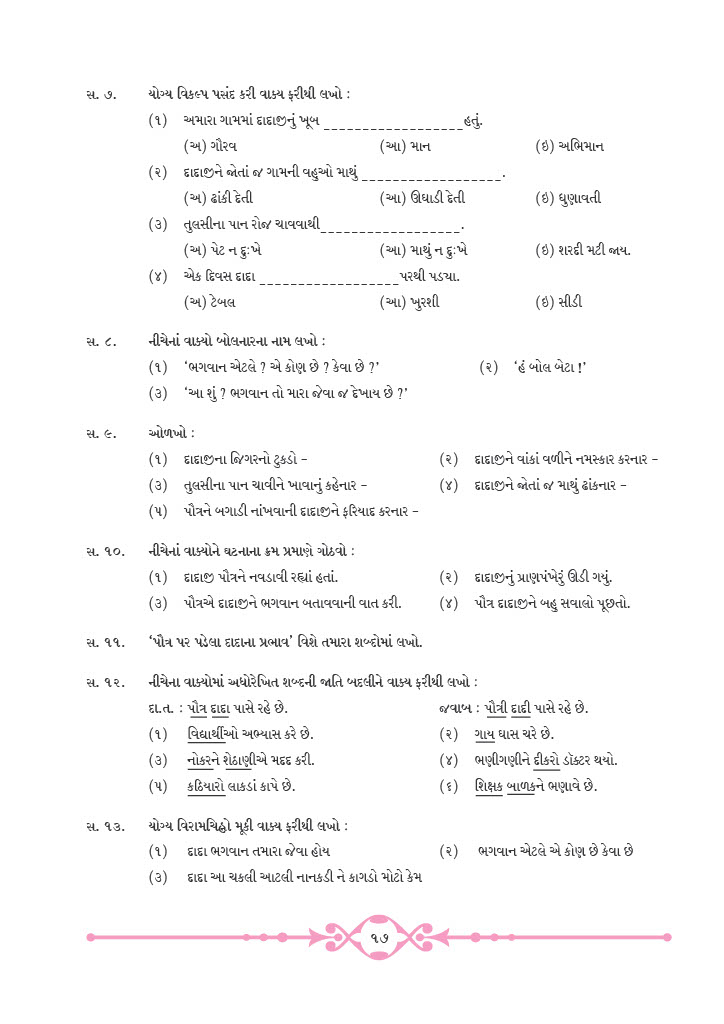 સ. ૭. યોગ્ય વિકલ્પ પસંદ કરી વાક્ય ફરીથી લખો :
(૧) અમારા ગામમાં દાદાજીનું ખૂબ __________________હતું.
(અ) ગૌરવ (આ) માન (ઇ) અભિમાન
(૨) દાદાજીને જોતાં જ ગામની વહુઓ માથું __________________.
(અ) ઢાંકી દેતી (આ) ઊઘાડી દેતી (ઇ) ધુણાવતી
(૩) તુલસીના પાન રોજ ચાવવાથી__________________.
(અ) પેટ ન દુઃખે (આ) માથું ન દુઃખે (ઇ) શરદી મટી જાય.
(૪) એક દિવસ દાદા __________________પરથી પડ્યા.
(અ) ટેબલ (આ) ખુરશી (ઇ) સીડી
સ. ૮. નીચેનાં વાક્યો બોલનારના નામ લખો :
(૧) ‘ભગવાન એટલે ? એ કોણ છે ? કેવા છે ?’ (૨) ‘હં બોલ બેટા !’
(૩) ‘આ શું ? ભગવાન તો મારા જેવા જ દેખાય છે ?’
સ. ૯. ઓળખો :
(૧) દાદાજીના જિગરનો ટુકડો – (૨) દાદાજીને વાંકાં વળીને નમસ્કાર કરનાર –
(૩) તુલસીના પાન ચાવીને ખાવાનું કહેનાર – (૪) દાદાજીને જોતાં જ માથું ઢાંકનાર –
(૫) પૌત્રને બગાડી નાંખવાની દાદાજીને ફરિયાદ કરનાર –
સ. ૧૦. નીચેનાં વાક્યોને ઘટનાના ક્રમ પ્રમાણે ગોઠવો :
(૧) દાદાજી પૌત્રને નવડાવી રહ્યાં હતાં. (૨) દાદાજીનું પ્રાણપંખેરું ઊડી ગયું.
(૩) પૌત્રએ દાદાજીને ભગવાન બતાવવાની વાત કરી. (૪) પૌત્ર દાદાજીને બહુ સવાલો પૂછતો.
સ. ૧૧. ‘પૌત્ર પર પડેલા દાદાના પ્રભાવ’ વિશે તમારા શબ્દોમાં લખો.
સ. ૧૨. નીચેના વાક્યોમાં અધોરેખિત શબ્દની જાતિ બદલીને વાક્ય ફરીથી લખો :
દા.ત. : પૌત્ર દાદા પાસે રહે છે. જવાબ : પૌત્રી દાદી પાસે રહે છે.
(૧) વિદ્યાર્થીઓ અભ્યાસ કરે છે. (૨) ગાય ઘાસ ચરે છે.
(૩) નોકરને શેઠાણીએ મદદ કરી. (૪) ભણીગણીને દીકરો ડૉક્ટર થયો.
(૫) કઠિયારો લાકડાં કાપે છે. (૬) શિક્ષક બાળકને ભણાવે છે.
સ. ૧૩. યોગ્ય વિરામચિહ્નો મૂકી વાક્ય ફરીથી લખો :
(૧) દાદા ભગવાન તમારા જેવા હોય (૨) ભગવાન એટલે એ કોણ છે કેવા છે
(૩) દાદા આ ચકલી આટલી નાનકડી ને કાગડો મોટો કેમ
૧૭